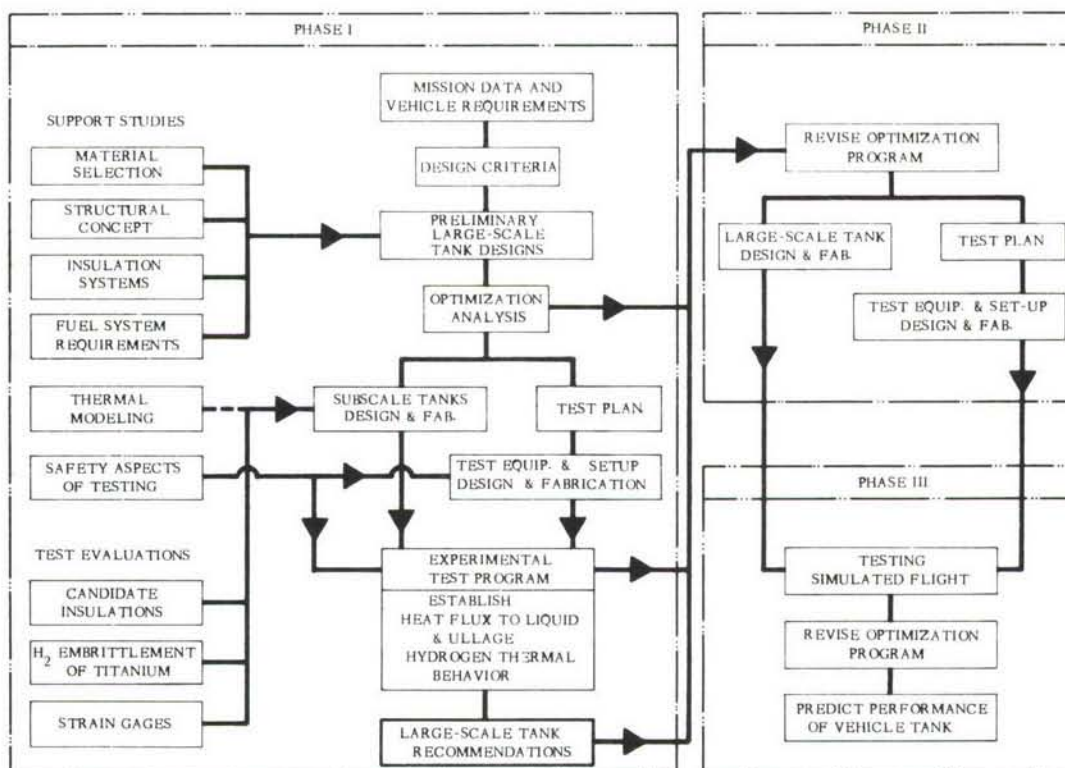 PHASE I
SUPPORT STUDIES
MATERIAL
SELECTION
STRUCTURAL
CONCEPT
INSULATION
SYSTEMS
FUEL SYSTEM
REQUIREMENTS
THERMAL
MODELING
SAFETY ASPECTS
OF TESTING
TEST EVALUATIONS
CANDIDATE
INSULATIONS
H2 EMBRITTLEMENT
OF TITANIUM
STRAIN GAGES
MISSION DATA AND
VEHICLE REQUIREMENTS
DESIGN CRITERIA
PRELIMINARY
LARGE-SCALE
TANK DESIGNS
OPTIMIZATION
ANALYSIS
SUBSCALE TANKS
DESIGN & FAB.
TEST PLAN
TEST EQUIP. & SETUP
DESIGN & FABRICATION
EXPERIMENTAL
TEST PROGRAM
ESTABLISH
HEAT FLUX TO LIQUID
& ULLAGE
HYDROGEN THERMAL
BEHAVIOR
LARGE-SCALE TANK
RECOMMENDATIONS
PHASE II
REVISE OPTIMIZATION
PROGRAM
LARGE-SCALE TANK
DESIGN & FAB.
TEST PLAN
TEST EQUIP. & SET-UP
DESIGN & FAB.
PHASE III
TESTING
SIMULATED FLIGHT
REVISE OPTIMIZATION
PROGRAM
PREDICT PERFORMANCE
OF VEHICLE TANK